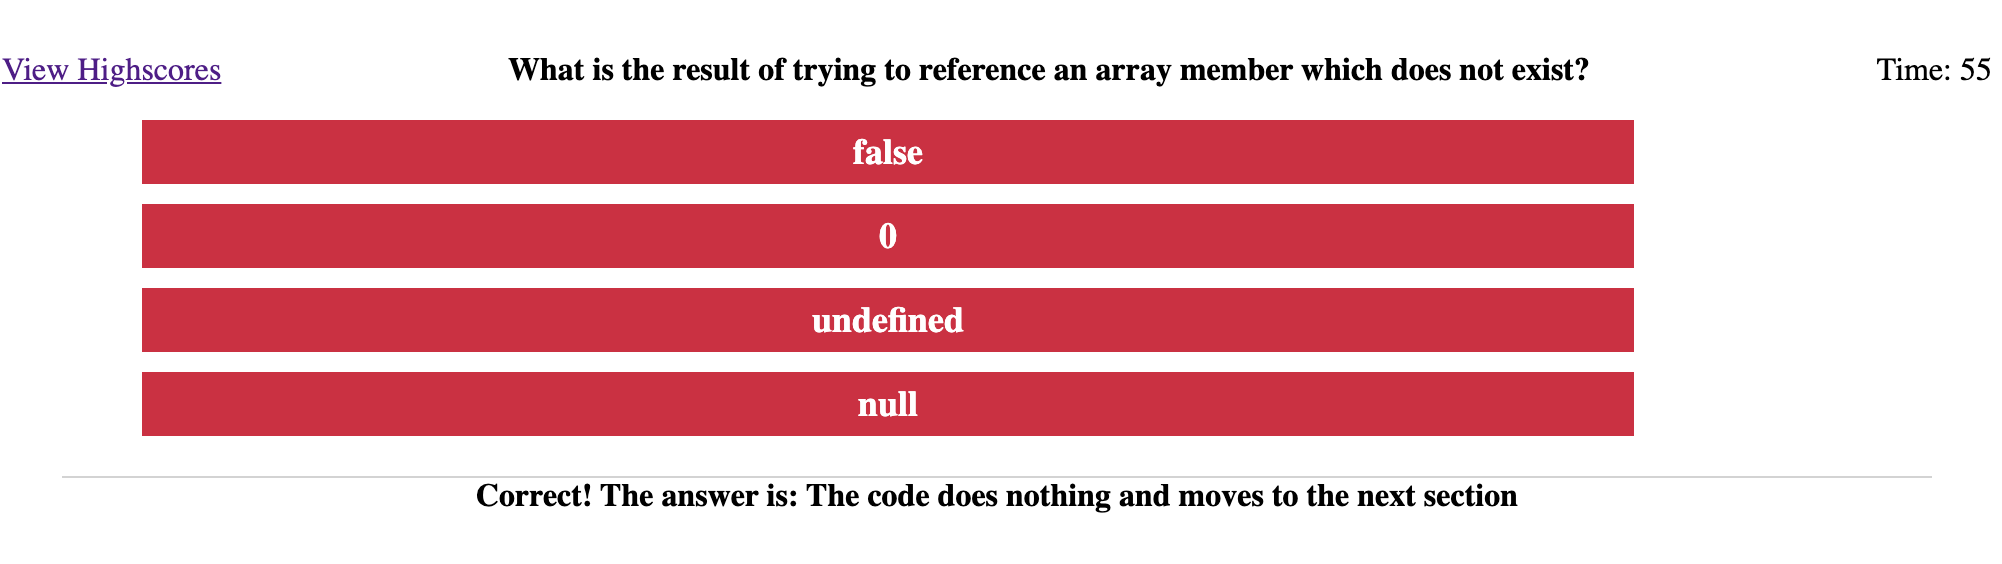 View Highscores
What is the result of trying to reference an array member which does not exist?
Time: 55
false
0
undefined
null
Correct! The answer is: The code does nothing and moves to the next section